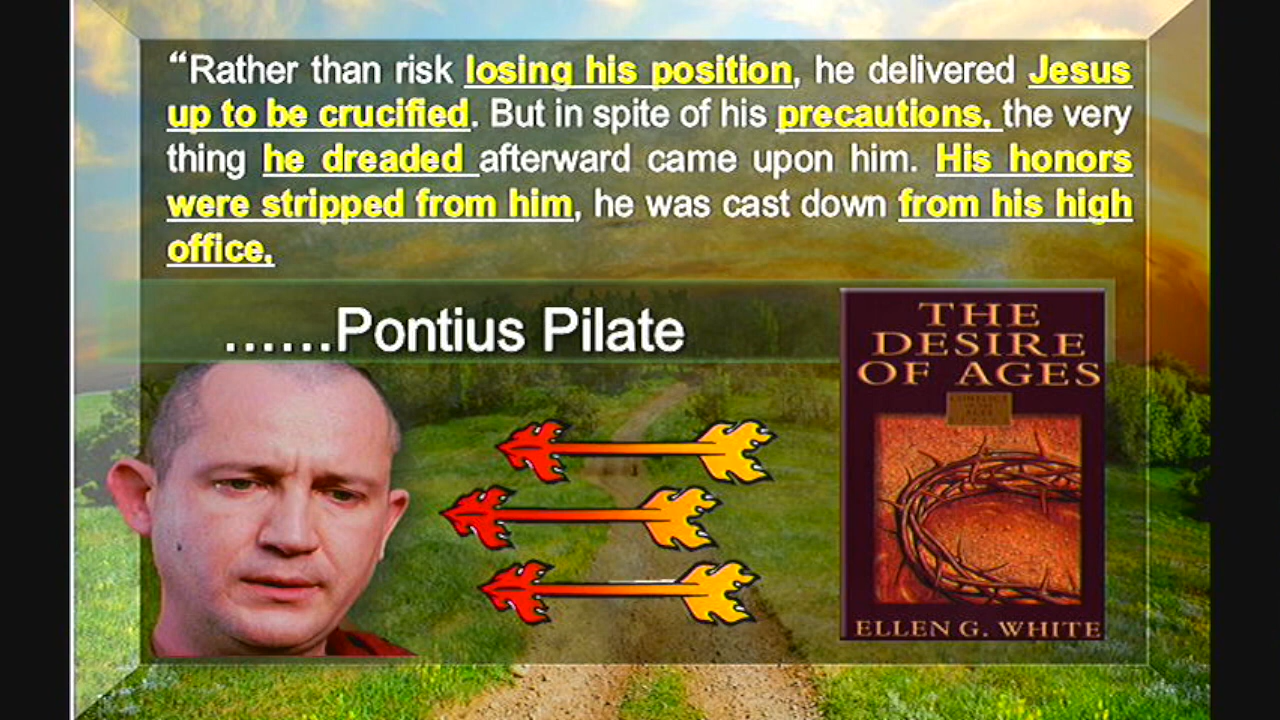 “Rather than risk losing his position, he delivered Jesus
up to be crucified. But in spite of his precautions, the very
thing he dreaded afterward came upon him. His honors
were stripped from him, he was cast down from his high
office.
......Pontius Pilate
THE
DESIRE
OF AGES
ELLEN G. WHITE